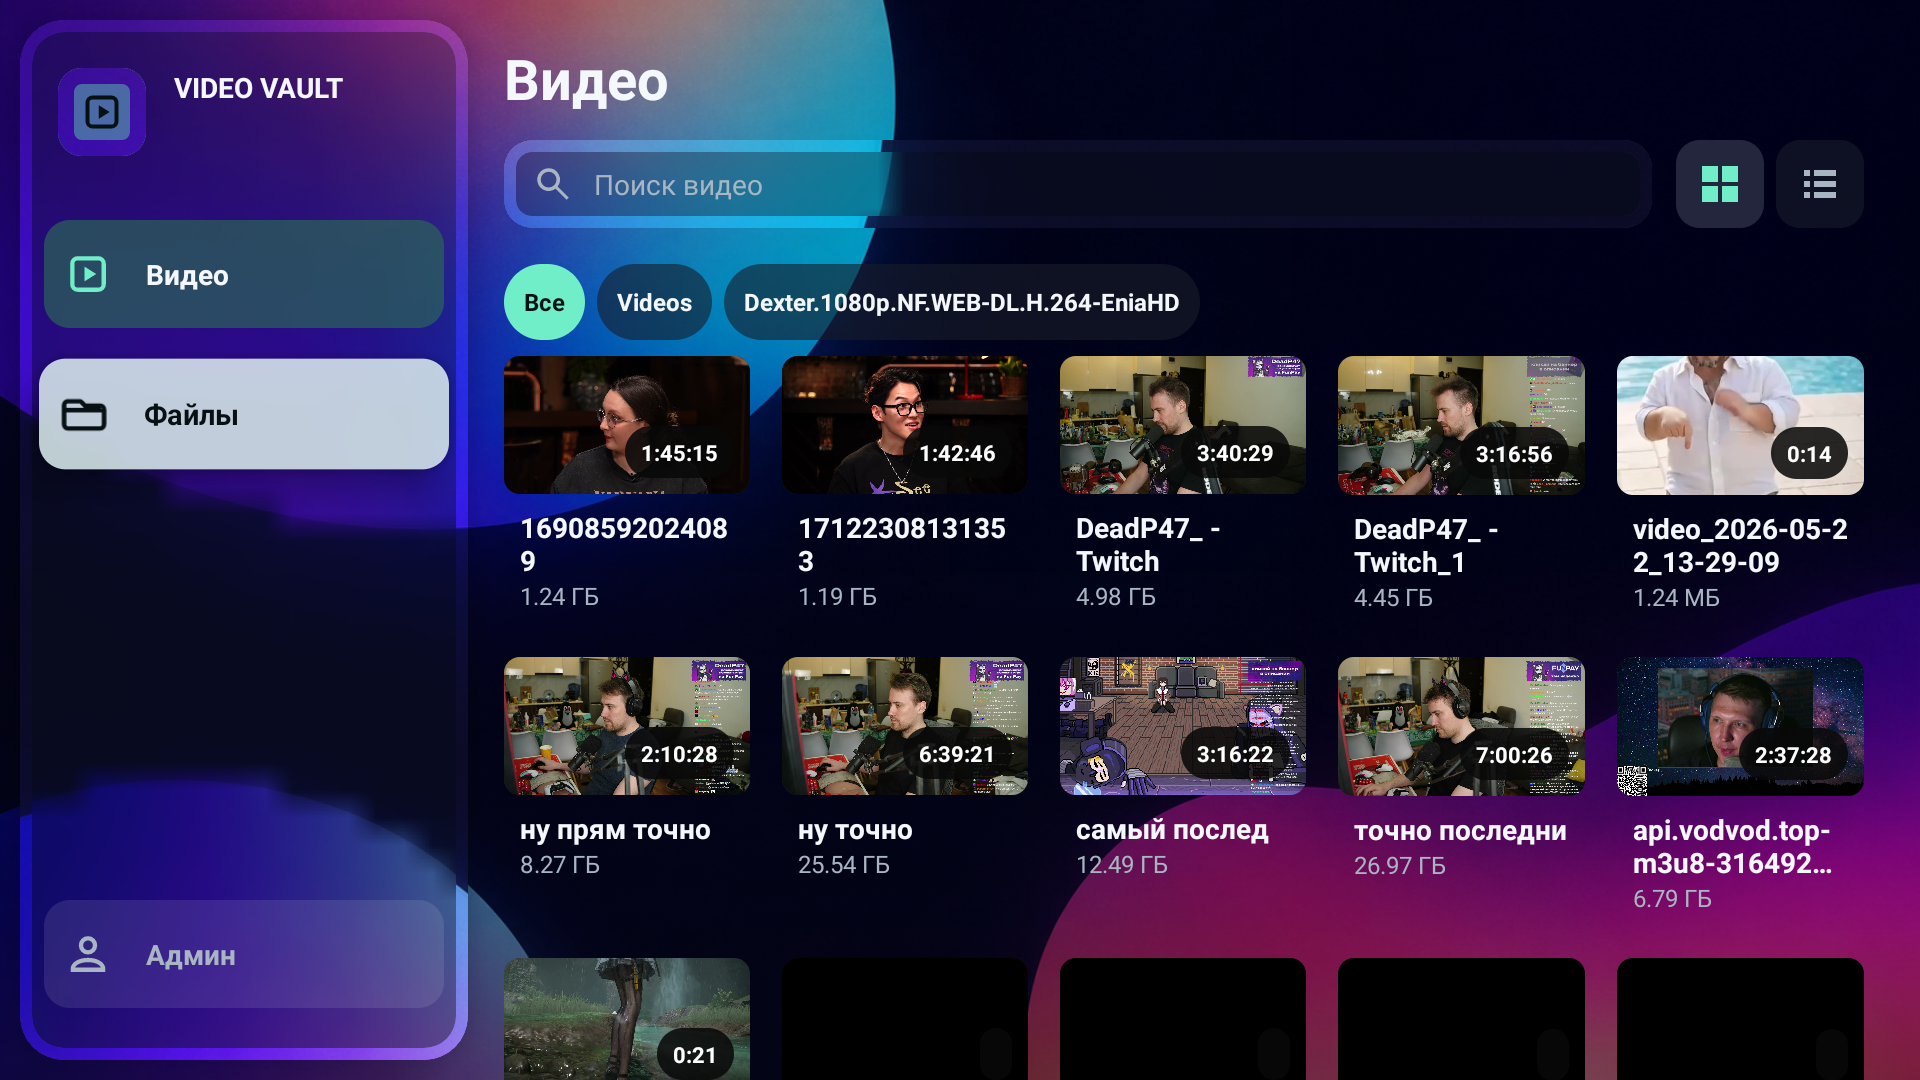 VIDEO VAULT
Видео
Файлы
Админ
Видео
Поиск видео
Все
Videos
Dexter.1080p.NF.WEB-DL.H.264-EniaHD
1:45:15
1690859202408
9
1.24 ГБ
1:42:46
1712230813135
3
1.19 ГБ
3:40:29
DeadP47_ -
Twitch
4.98 ГБ
3:16:56
DeadP47_ -
Twitch_1
4.45 ГБ
0:14
video_2026-05-2
2_13-29-09
1.24 МБ
2:10:28
ну прям точно
8.27 ГБ
6:39:21
ну точно
25.54 ГБ
3:16:22
самый послед
12.49 ГБ
7:00:26
точно последни
26.97 ГБ
2:37:28
api.vodvod.top-
m3u8-316492...
6.79 ГБ
0:21